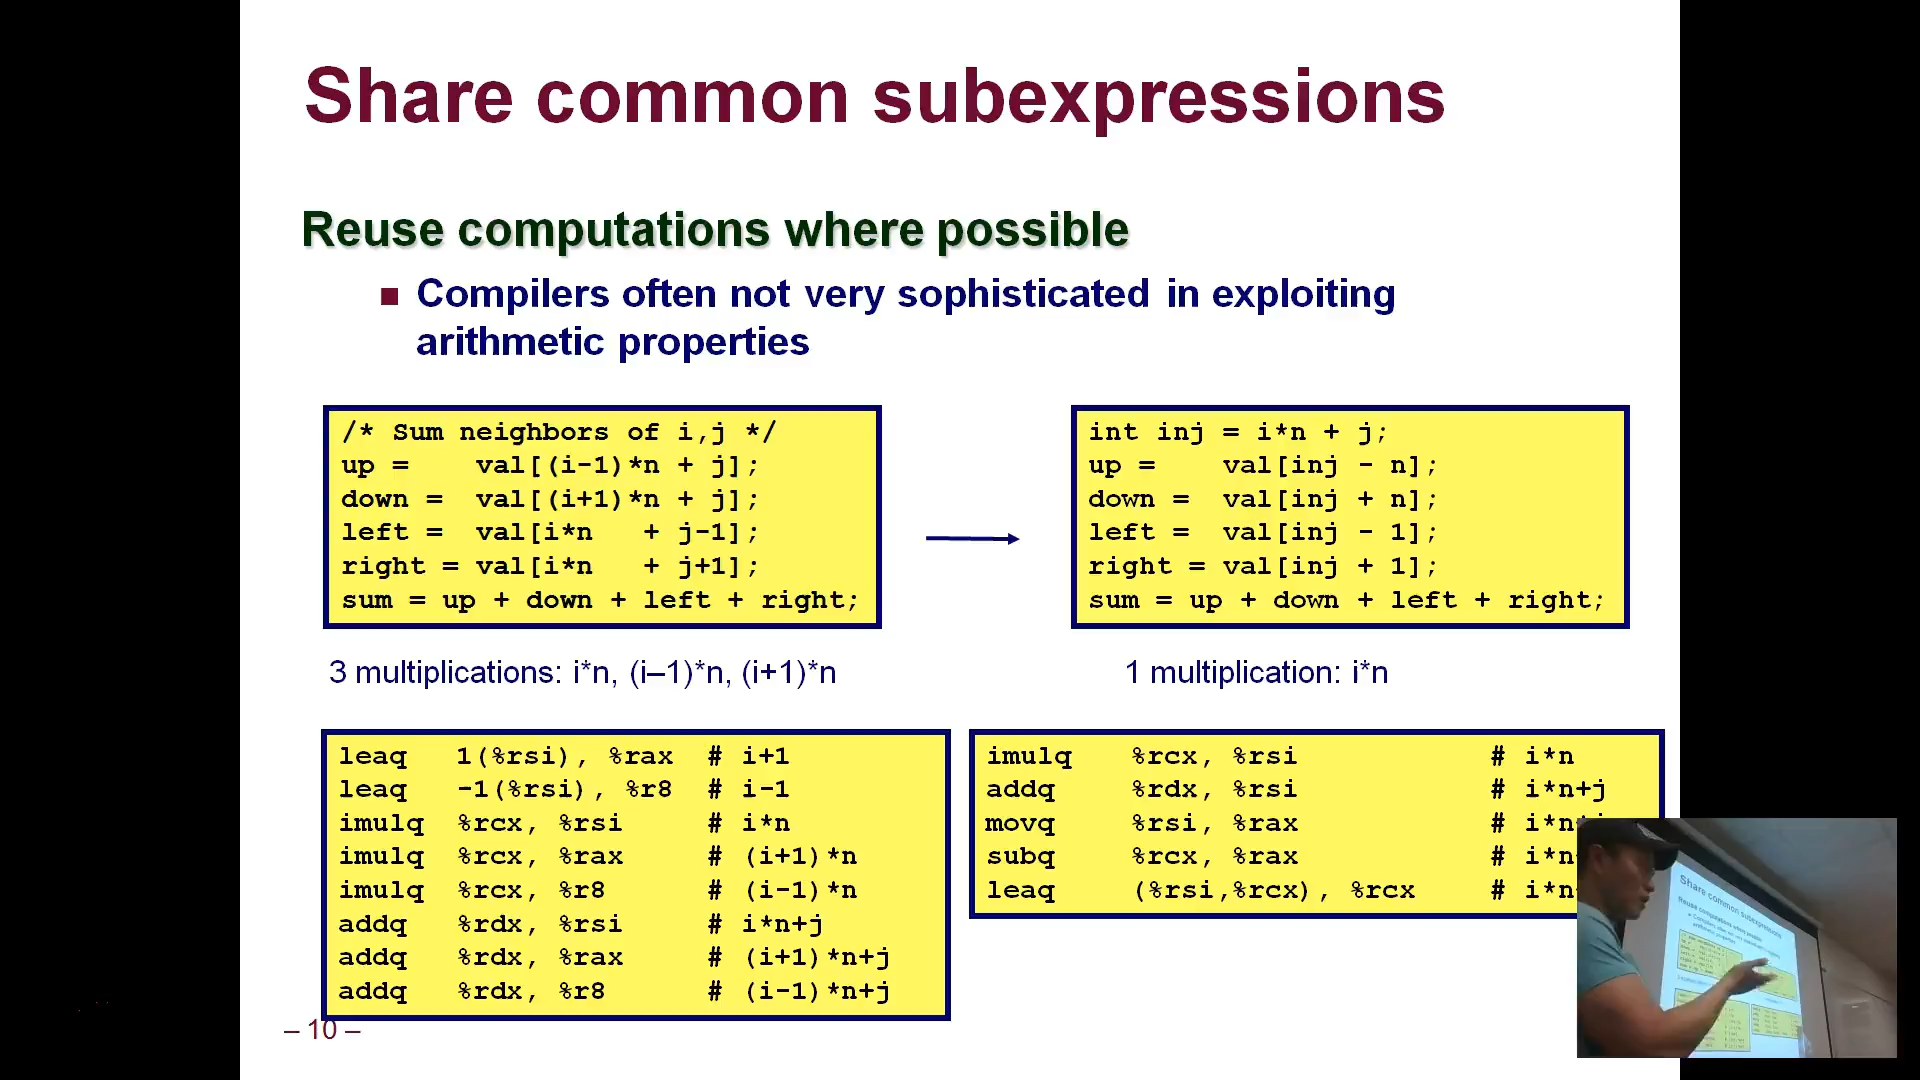 Share common subexpressions
Reuse computations where possible
Compilers often not very sophisticated in exploiting
arithmetic properties
/* Sum neighbors of i,j */
up =    val[(i-1)*n + j];
down =  val[(i+1)*n + j];
left =  val[i*n   + j-1];
right = val[i*n   + j+1];
sum = up + down + left + right;
int inj = i*n + j;
up =    val[inj - n];
down =  val[inj + n];
left =  val[inj - 1];
right = val[inj + 1];
sum = up + down + left + right;
3 multiplications: i*n, (i–1)*n, (i+1)*n
1 multiplication: i*n
leaq   1(%rsi), %rax  # i+1
leaq   -1(%rsi), %r8  # i-1
imulq  %rcx, %rsi     # i*n
imulq  %rcx, %rax     # (i+1)*n
imulq  %rcx, %r8      # (i-1)*n
addq   %rdx, %rsi     # i*n+j
addq   %rdx, %rax     # (i+1)*n+j
addq   %rdx, %r8      # (i-1)*n+j
imulq   %rcx, %rsi           # i*n
addq    %rdx, %rsi           # i*n+j
movq    %rsi, %rax           # i*n
subq    %rcx, %rax           # i*n
leaq    (%rsi,%rcx), %rcx    # i*n
– 10 –
Share common subexpressions